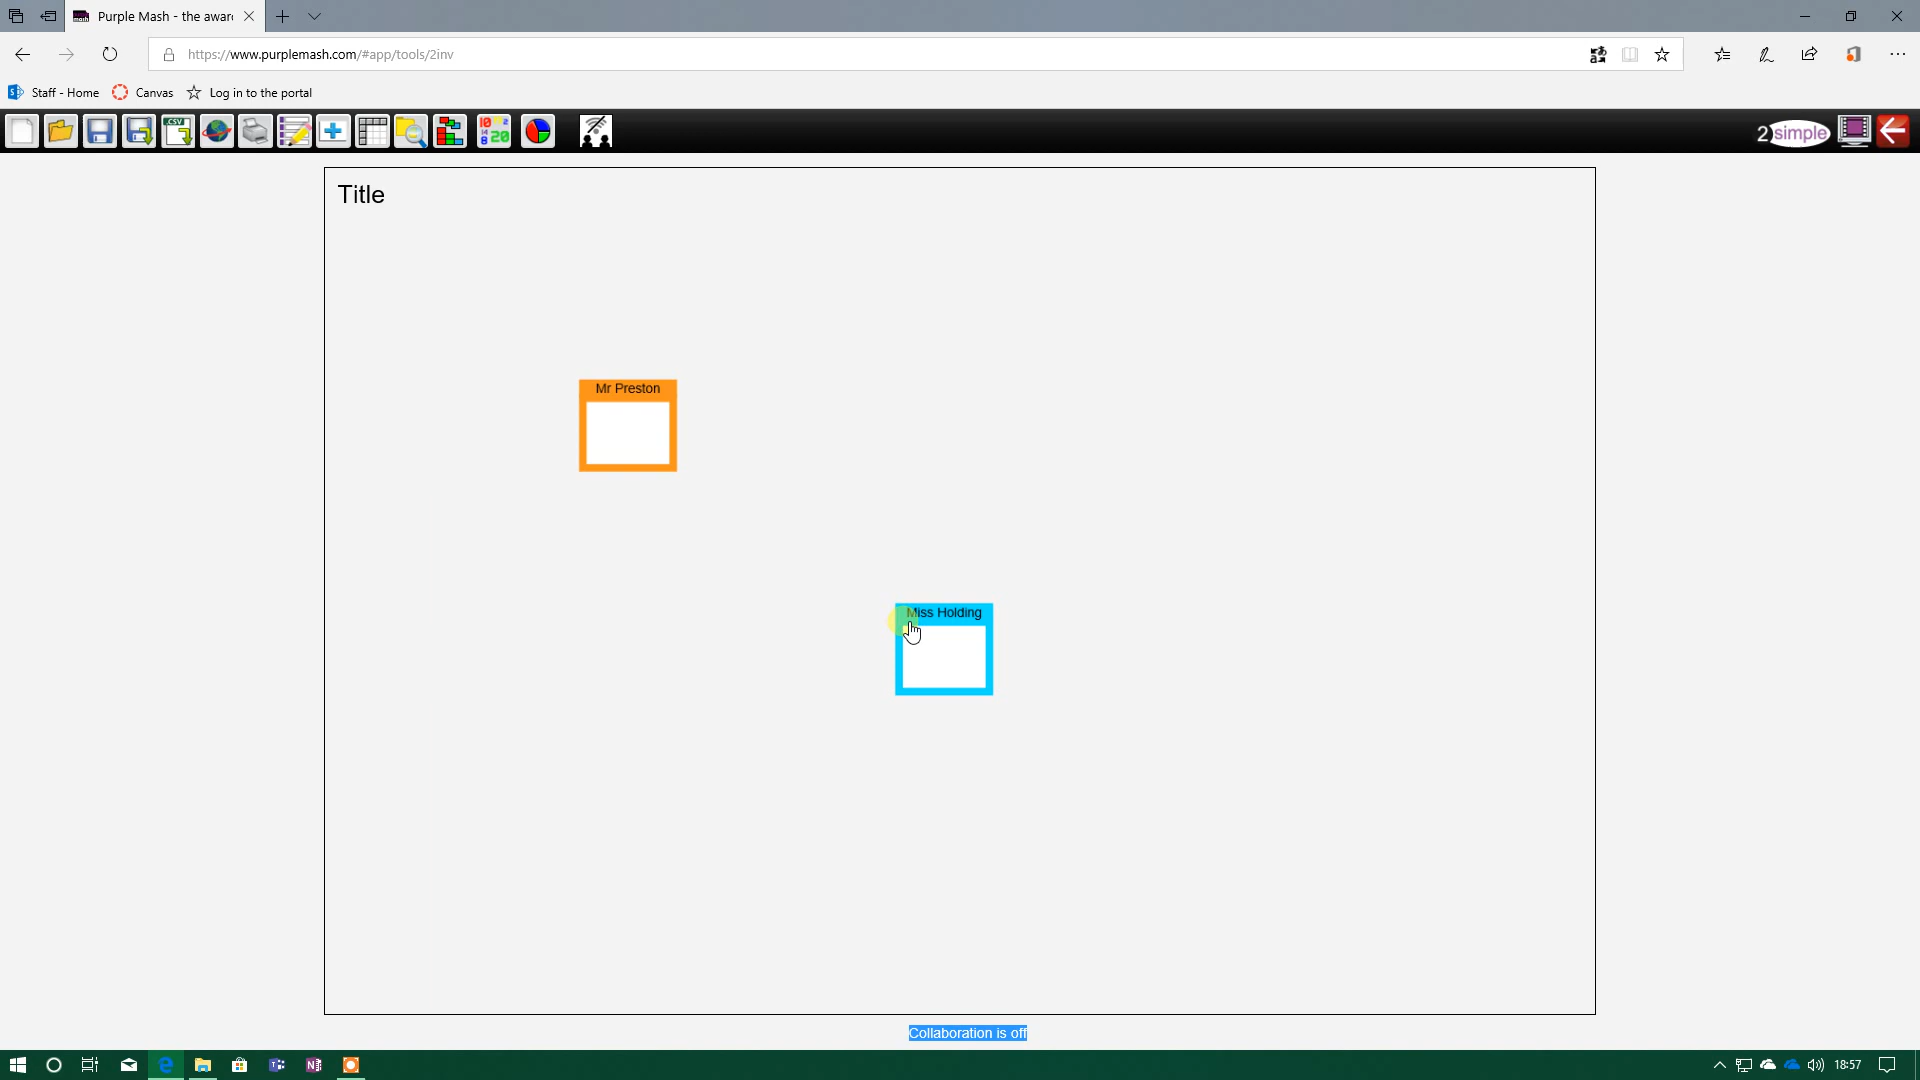 Purple Mash - the awar
https://www.purplemash.com/#app/tools/2inv
Staff - Home
Canvas
Log in to the portal
CSV
2simple
Title
Mr Preston
Miss Holding
Collaboration is off
18:57